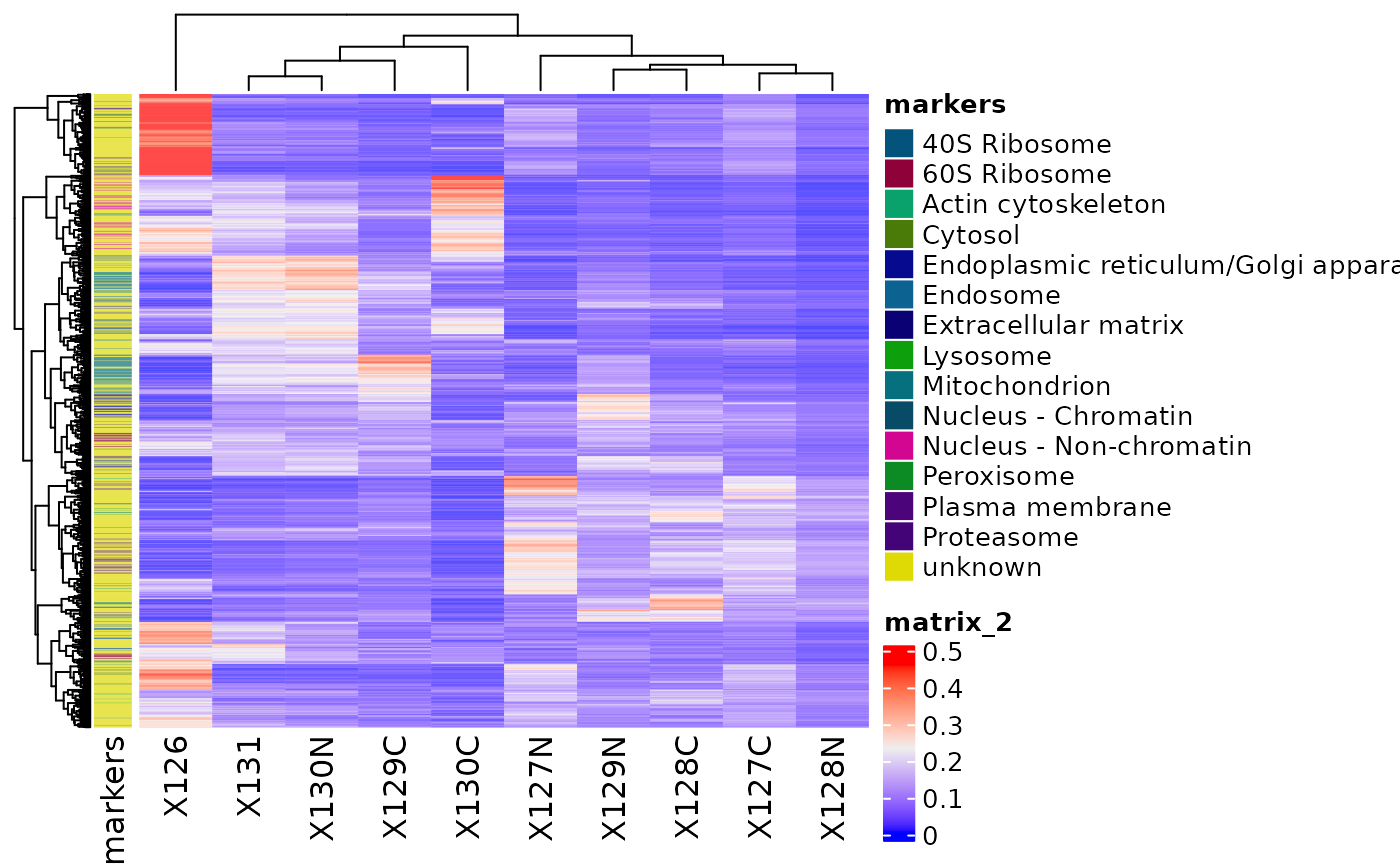 markers
40S Ribosome
60S Ribosome
Actin cytoskeleton
Cytosol
Endoplasmic reticulum/Golgi appara
Endosome
Extracellular matrix
Lysosome
Mitochondrion
Nucleus - Chromatin
Nucleus - Non-chromatin
Peroxisome
Plasma membrane
Proteasome
unknown
matrix_2
0.5
0.4
0.3
0.2
0.1
0
markers
X126
X131
X130N
X129C
X130C
X127N
X129N
X128C
X127C
X128N